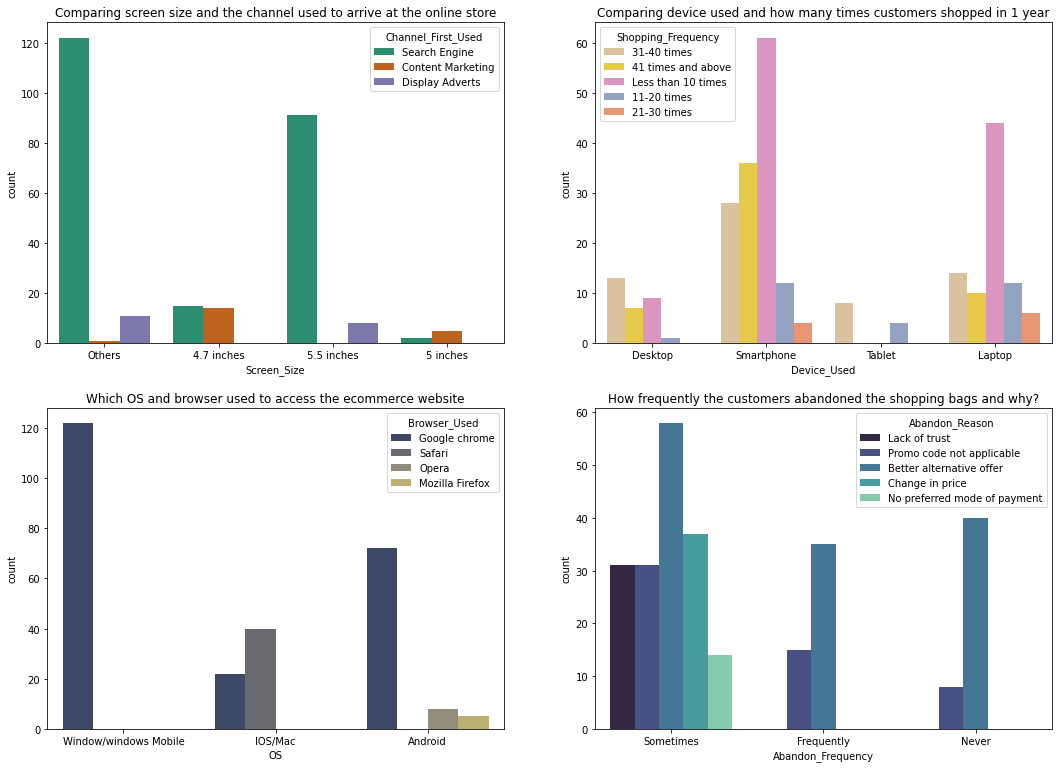 Comparing screen size and the channel used to arrive at the online store
120
100
80
60
40
20
0
count
Channel_First_Used
Search Engine
Content Marketing
Display Adverts
Others
4.7 inches
5.5 inches
5 inches
Screen_Size
Comparing device used and how many times customers shopped in 1 year
60
50
40
30
20
10
0
count
Shopping_Frequency
31-40 times
41 times and above
Less than 10 times
11-20 times
21-30 times
Desktop
Smartphone
Tablet
Laptop
Device_Used
Which OS and browser used to access the ecommerce website
120
100
80
60
40
20
0
count
Browser_Used
Google chrome
Safari
Opera
Mozilla Firefox
Window/windows Mobile
IOS/Mac
Android
OS
How frequently the customers abandoned the shopping bags and why?
60
50
40
30
20
10
0
count
Abandon_Reason
Lack of trust
Promo code not applicable
Better alternative offer
Change in price
No preferred mode of payment
Sometimes
Frequently
Never
Abandon_Frequency